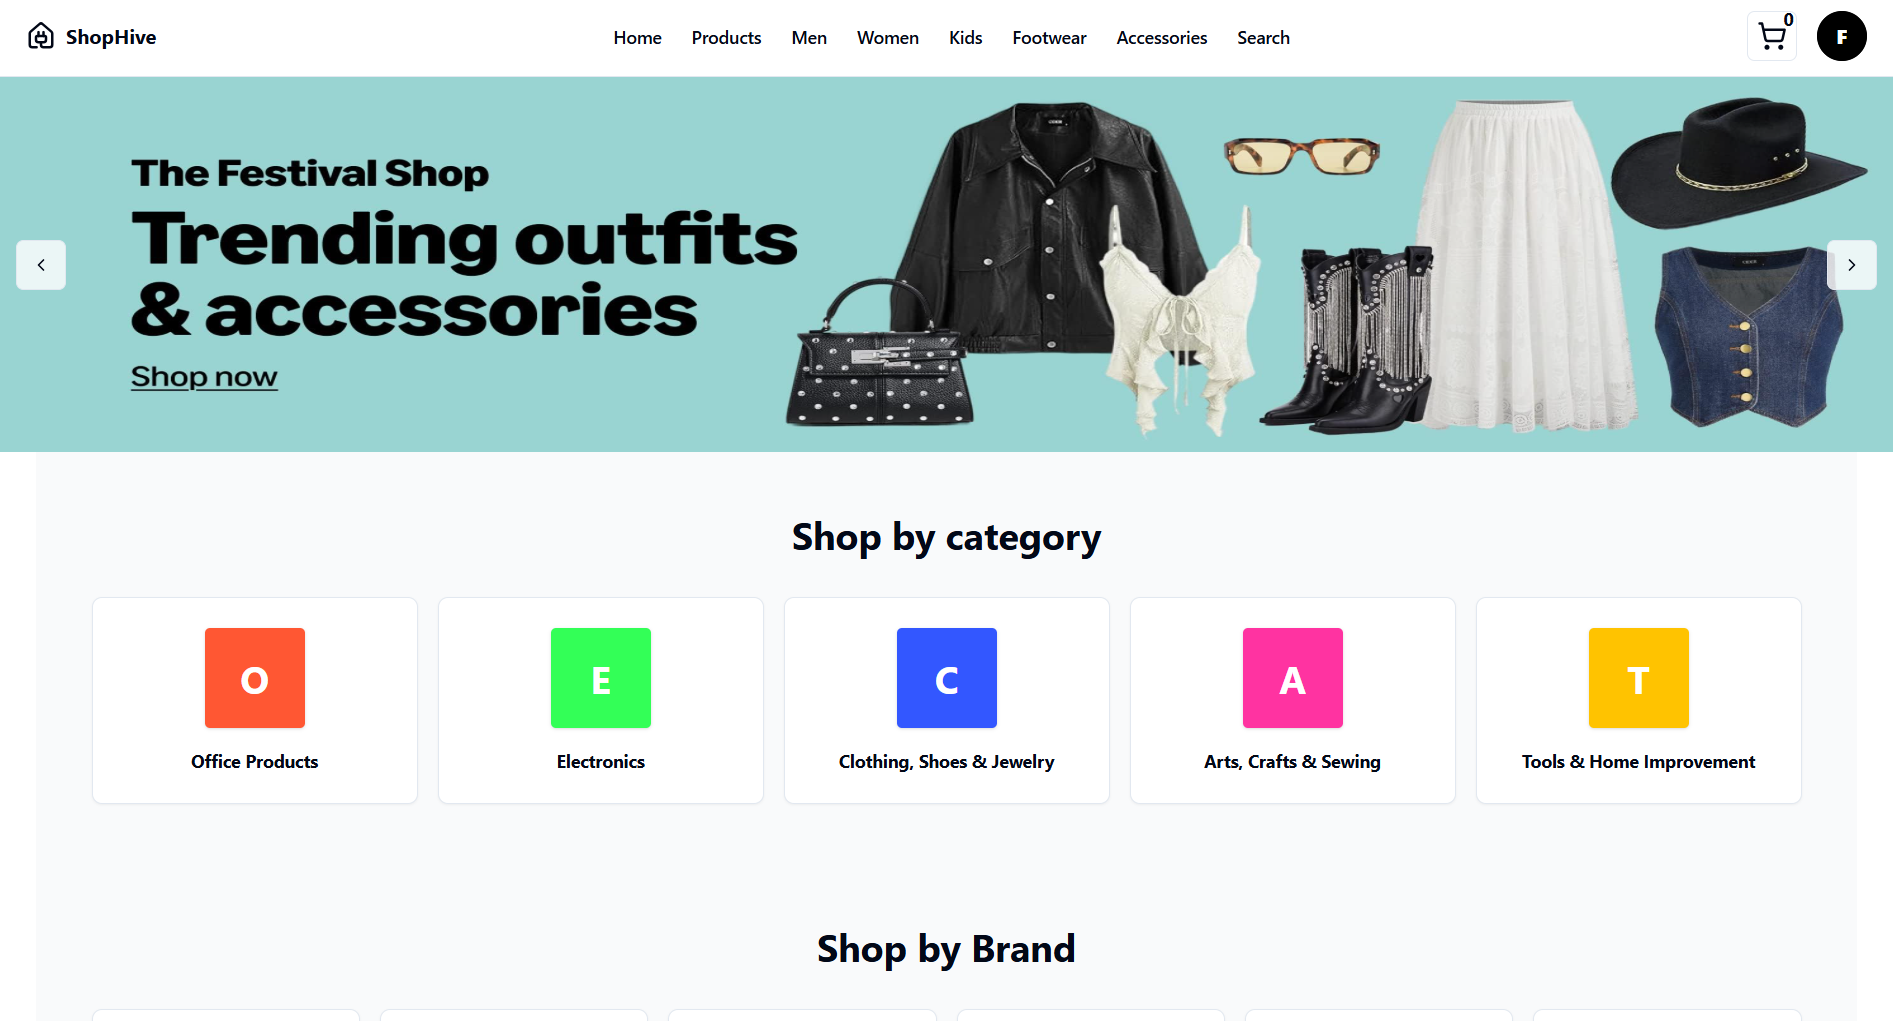 ShopHive
Home Products Men Women Kids Footwear Accessories Search
0
F
The Festival Shop
Trending outfits
& accessories
Shop now
Shop by category
O E C A T
Office Products Electronics Clothing, Shoes & Jewelry Arts, Crafts & Sewing Tools & Home Improvement
Shop by Brand